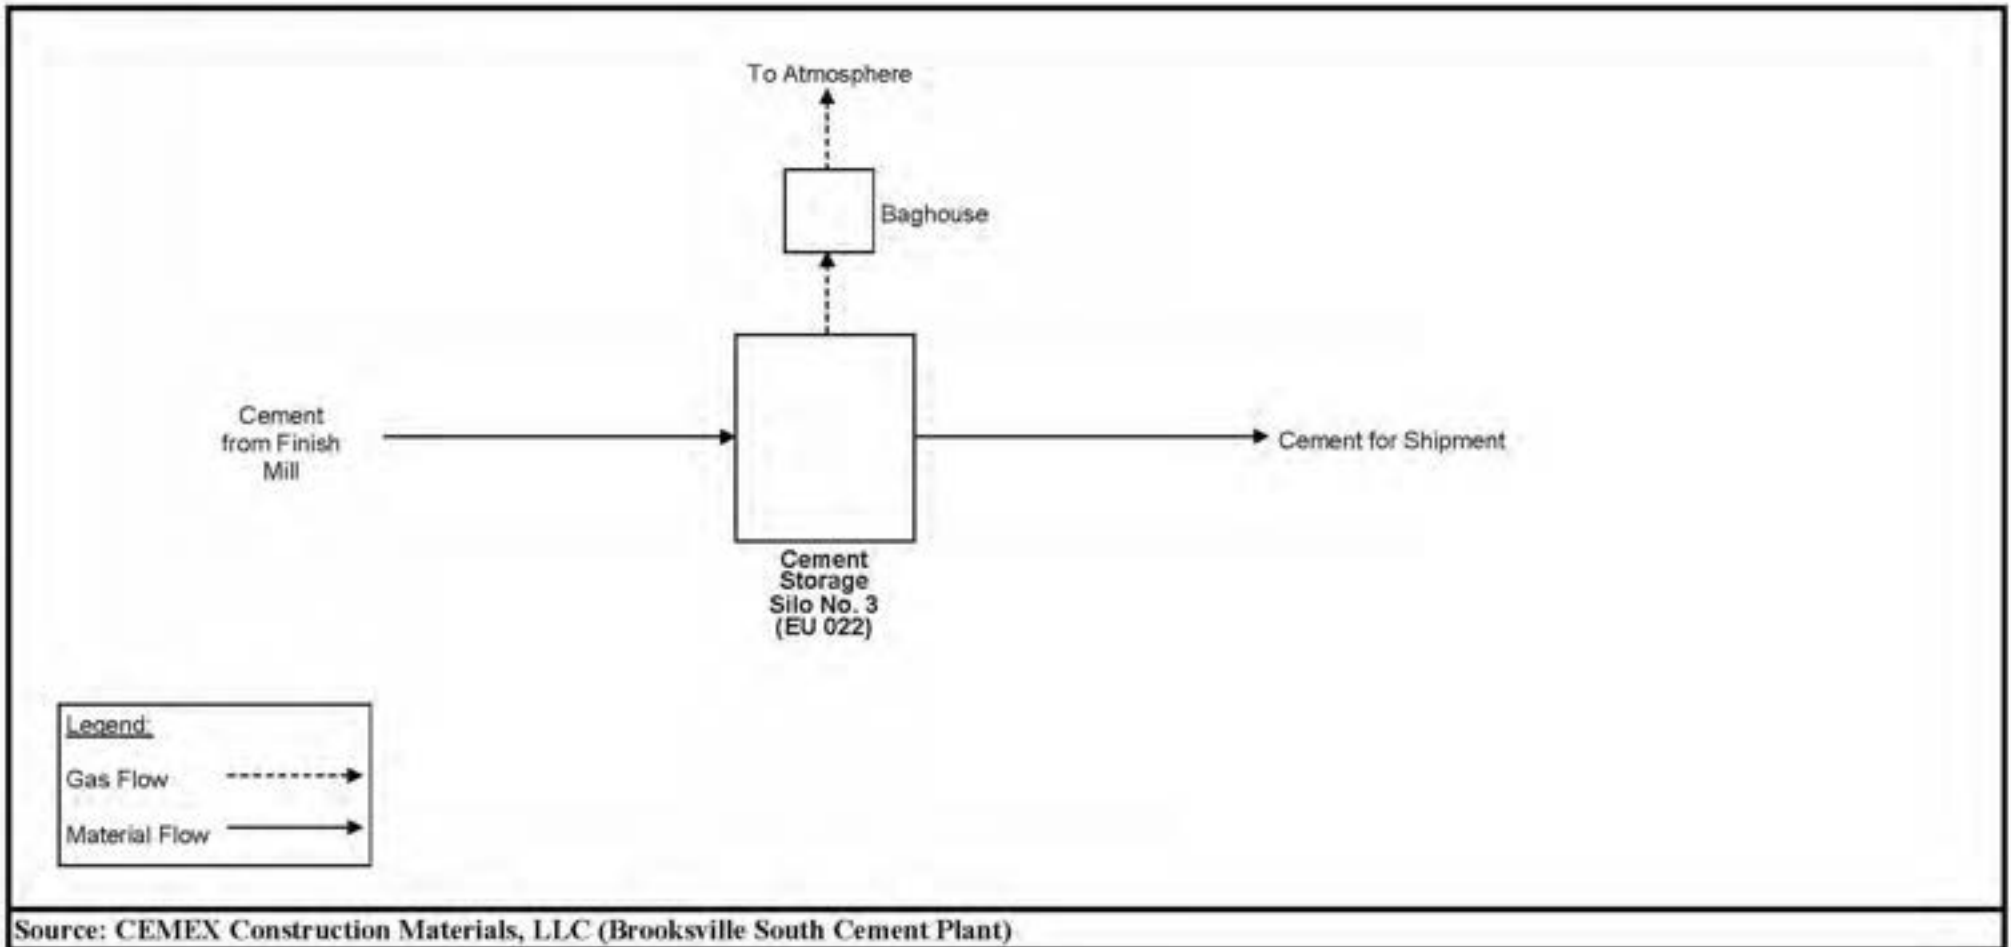 To Atmosphere
Baghouse
Cement
from Finish
Mill
Cement for Shipment
Cement
Storage
Silo No. 3
(EU 022)
Legend:
Gas Flow
Material Flow
Source: CEMEX Construction Materials, LLC (Brooksville South Cement Plant)